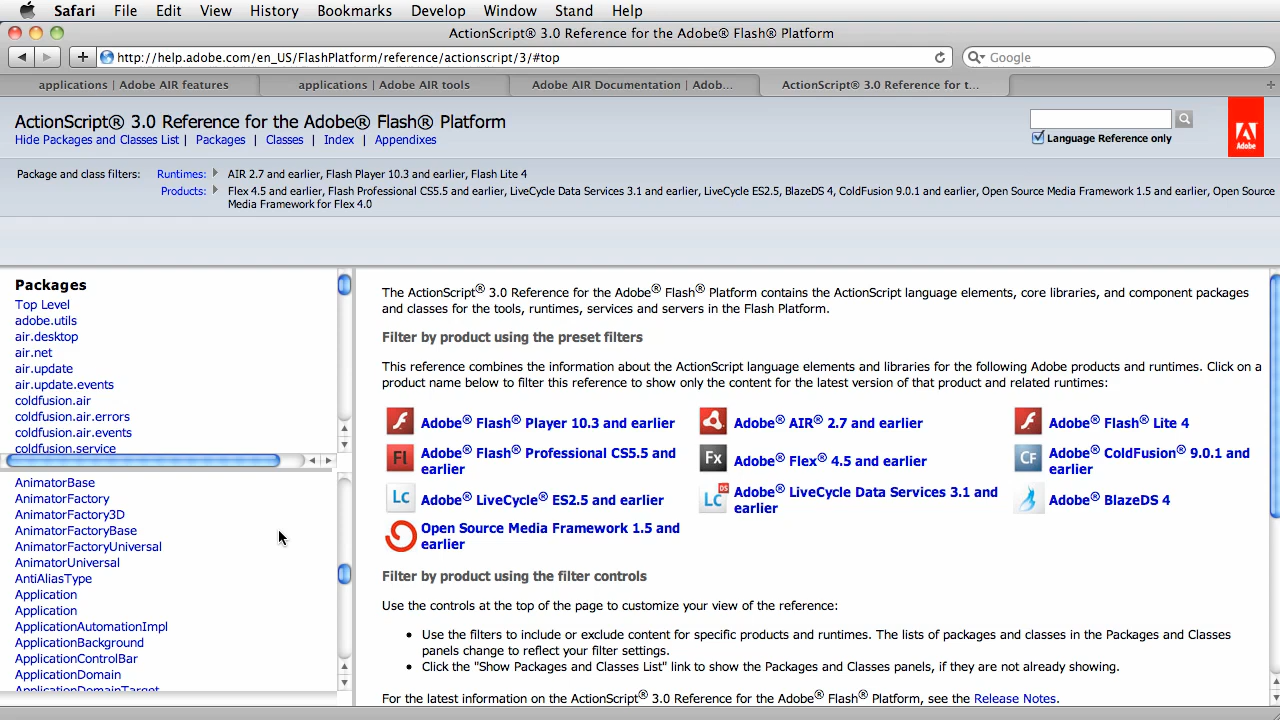 Safari File Edit View History Bookmarks Develop Window Stand Help
ActionScript® 3.0 Reference for the Adobe® Flash® Platform
http://help.adobe.com/en_US/FlashPlatform/reference/actionscript/3/#top
Google
applications | Adobe AIR features
applications | Adobe AIR tools
Adobe AIR Documentation | Adob...
ActionScript® 3.0 Reference for t...
ActionScript® 3.0 Reference for the Adobe® Flash® Platform
Hide Packages and Classes List | Packages | Classes | Index | Appendixes
Language Reference only
Adobe
Package and class filters: Runtimes: AIR 2.7 and earlier, Flash Player 10.3 and earlier, Flash Lite 4
Products: Flex 4.5 and earlier, Flash Professional CS5.5 and earlier, LiveCycle Data Services 3.1 and earlier, LiveCycle ES2.5, BlazeDS 4, ColdFusion 9.0.1 and earlier, Open Source Media Framework 1.5 and earlier, Open Source
Media Framework for Flex 4.0
Packages
Top Level
adobe.utils
air.desktop
air.net
air.update
air.update.events
coldfusion.air
coldfusion.air.errors
coldfusion.air.events
coldfusion.service
AnimatorBase
AnimatorFactory
AnimatorFactory3D
AnimatorFactoryBase
AnimatorFactoryUniversal
AnimatorUniversal
AntiAliasType
Application
Application
ApplicationAutomationImpl
ApplicationBackground
ApplicationControlBar
ApplicationDomain
ApplicationDomainTarget
The ActionScript® 3.0 Reference for the Adobe® Flash® Platform contains the ActionScript language elements, core libraries, and component packages
and classes for the tools, runtimes, services and servers in the Flash Platform.
Filter by product using the preset filters
This reference combines the information about the ActionScript language elements and libraries for the following Adobe products and runtimes. Click on a
product name below to filter this reference to show only the content for the latest version of that product and related runtimes:
Adobe® Flash® Player 10.3 and earlier
Adobe® AIR® 2.7 and earlier
Adobe® Flash® Lite 4
Fl Adobe® Flash® Professional CS5.5 and
earlier
Fx Adobe® Flex® 4.5 and earlier
CF Adobe® ColdFusion® 9.0.1 and
earlier
Lc Adobe® LiveCycle® ES2.5 and earlier
LC DS Adobe® LiveCycle Data Services 3.1 and
earlier
Adobe® BlazeDS 4
Open Source Media Framework 1.5 and
earlier
Filter by product using the filter controls
Use the controls at the top of the page to customize your view of the reference:
• Use the filters to include or exclude content for specific products and runtimes. The lists of packages and classes in the Packages and Classes
panels change to reflect your filter settings.
• Click the "Show Packages and Classes List" link to show the Packages and Classes panels, if they are not already showing.
For the latest information on the ActionScript® 3.0 Reference for the Adobe® Flash® Platform, see the Release Notes.